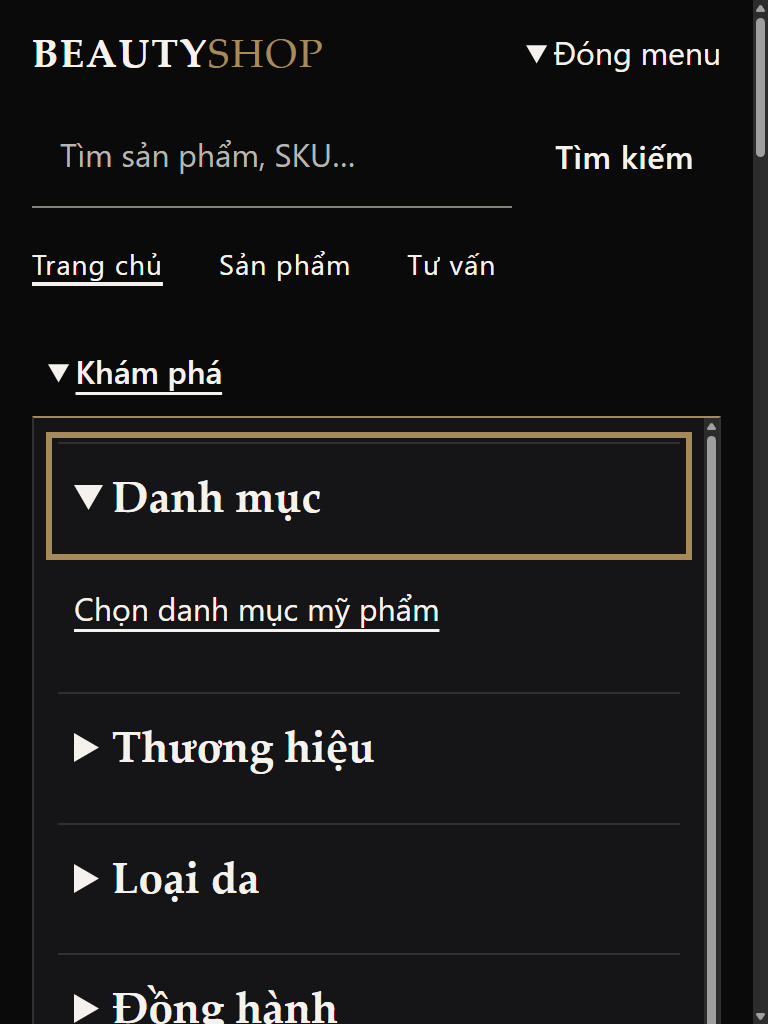 BEAUTYSHOP
Đóng menu
Tìm sản phẩm, SKU...
Tìm kiếm
Trang chủ Sản phẩm Tư vấn
Khám phá
Danh mục
Chọn danh mục mỹ phẩm
Thương hiệu
Loại da
Đồng hành